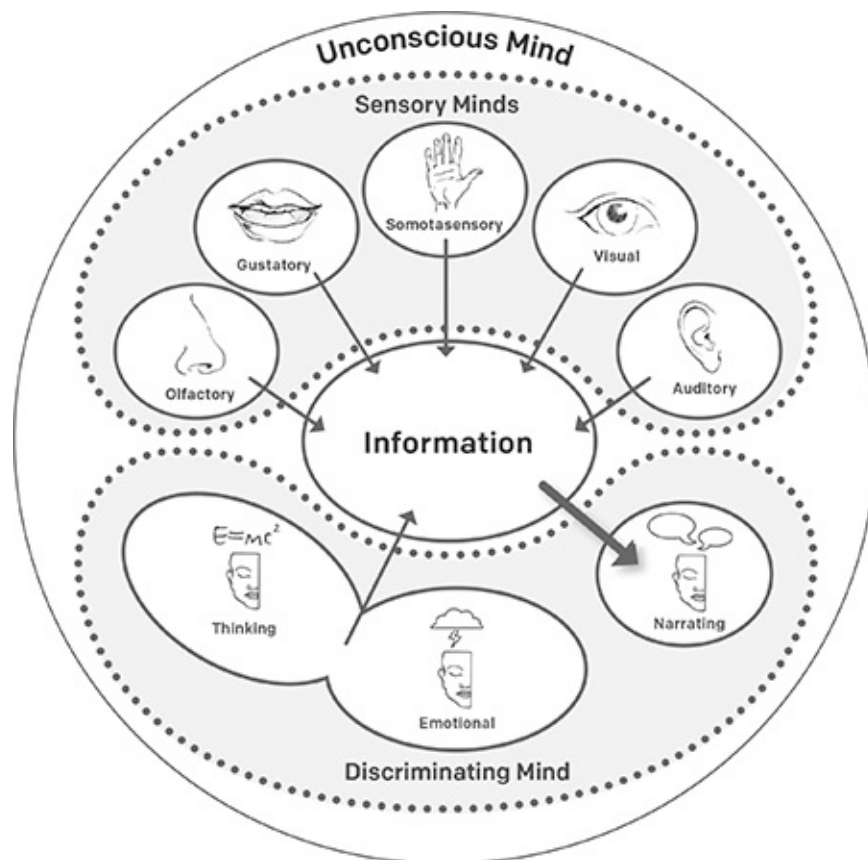 Unconscious Mind
Sensory Minds
Somotasensory
Gustatory
Visual
Olfactory
Auditory
Information
E=mc²
Thinking
Narrating
Emotional
Discriminating Mind